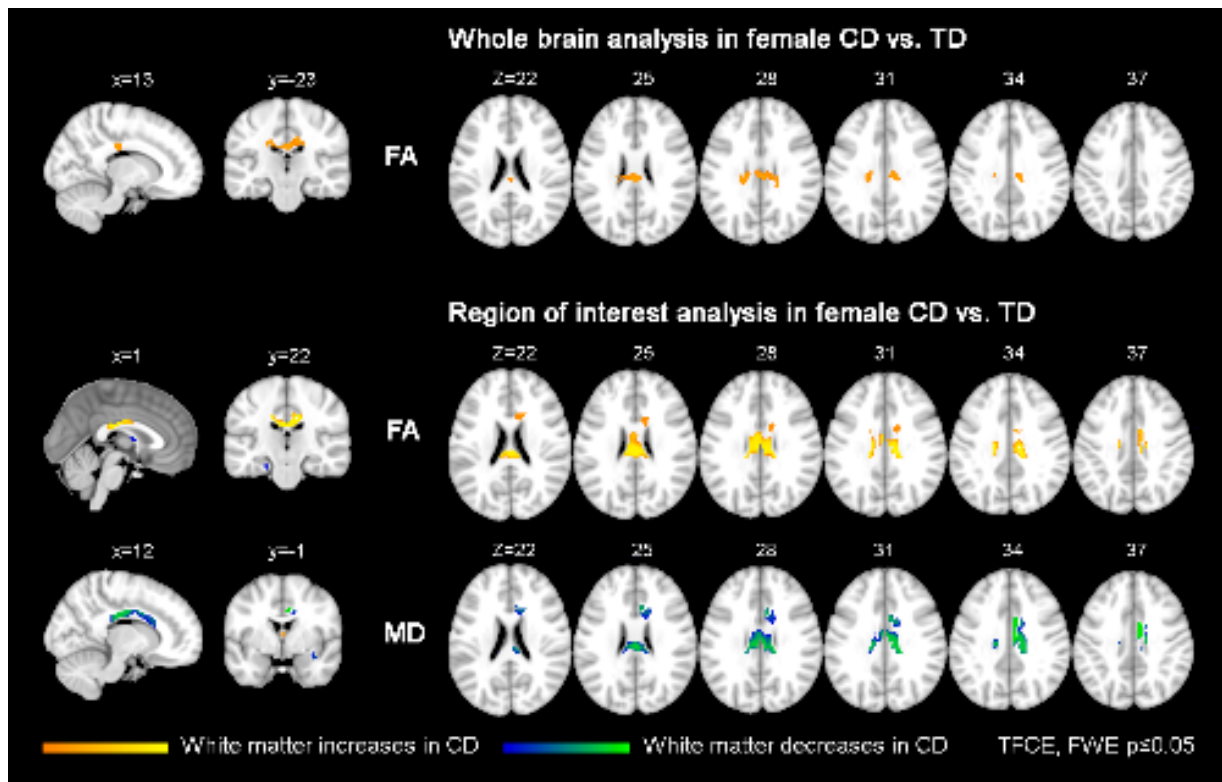 Whole brain analysis in female CD vs. TD
x=13 y=-23 Z=22 25 28 31 34 37
FA
Region of interest analysis in female CD vs. TD
x=1 y=22 Z=22 25 28 31 34 37
FA
x=12 y=-1 Z=22 25 28 31 34 37
MD
White matter increases in CD White matter decreases in CD TFCE, FWE p≤0.05